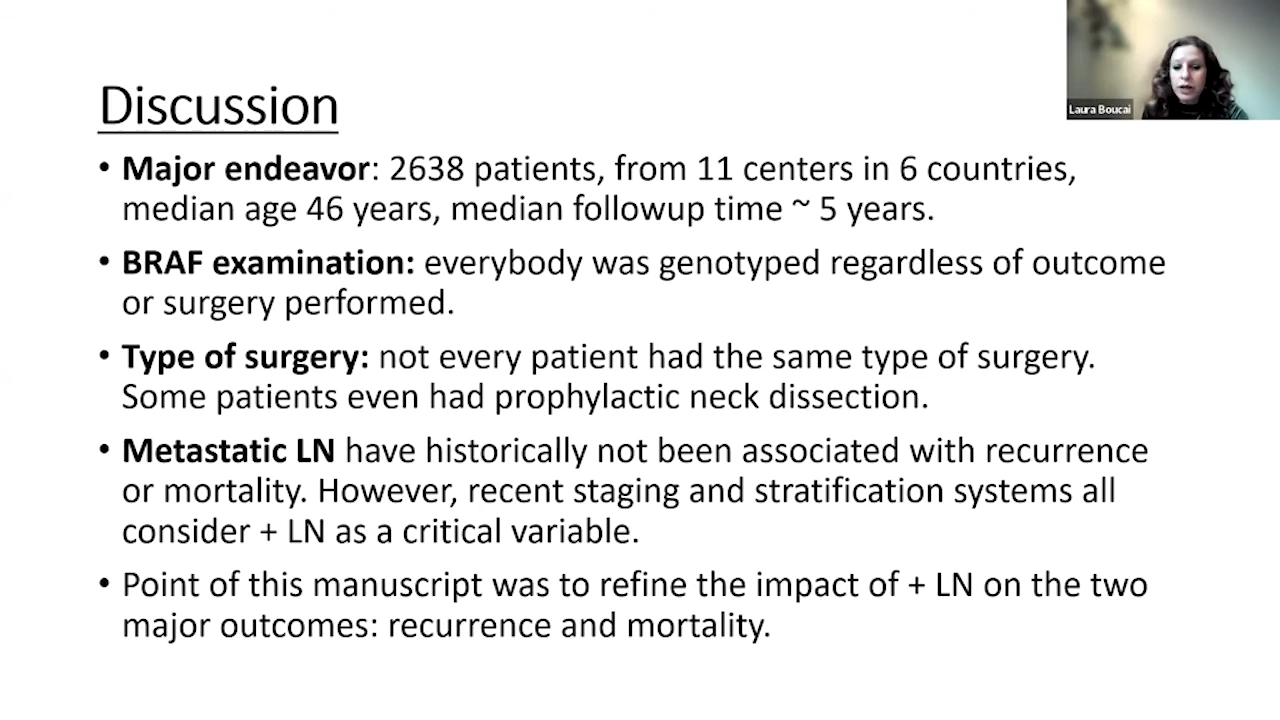 Laura Boucai
Discussion
• Major endeavor: 2638 patients, from 11 centers in 6 countries,
median age 46 years, median followup time ~ 5 years.
• BRAF examination: everybody was genotyped regardless of outcome
or surgery performed.
• Type of surgery: not every patient had the same type of surgery.
Some patients even had prophylactic neck dissection.
• Metastatic LN have historically not been associated with recurrence
or mortality. However, recent staging and stratification systems all
consider + LN as a critical variable.
• Point of this manuscript was to refine the impact of + LN on the two
major outcomes: recurrence and mortality.